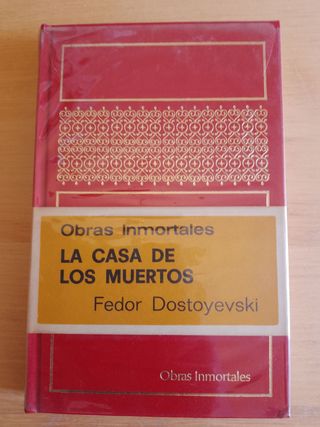 Obras Inmortales
LA CASA DE
LOS MUERTOS
Fedor Dostoyevski
Obras Inmortales